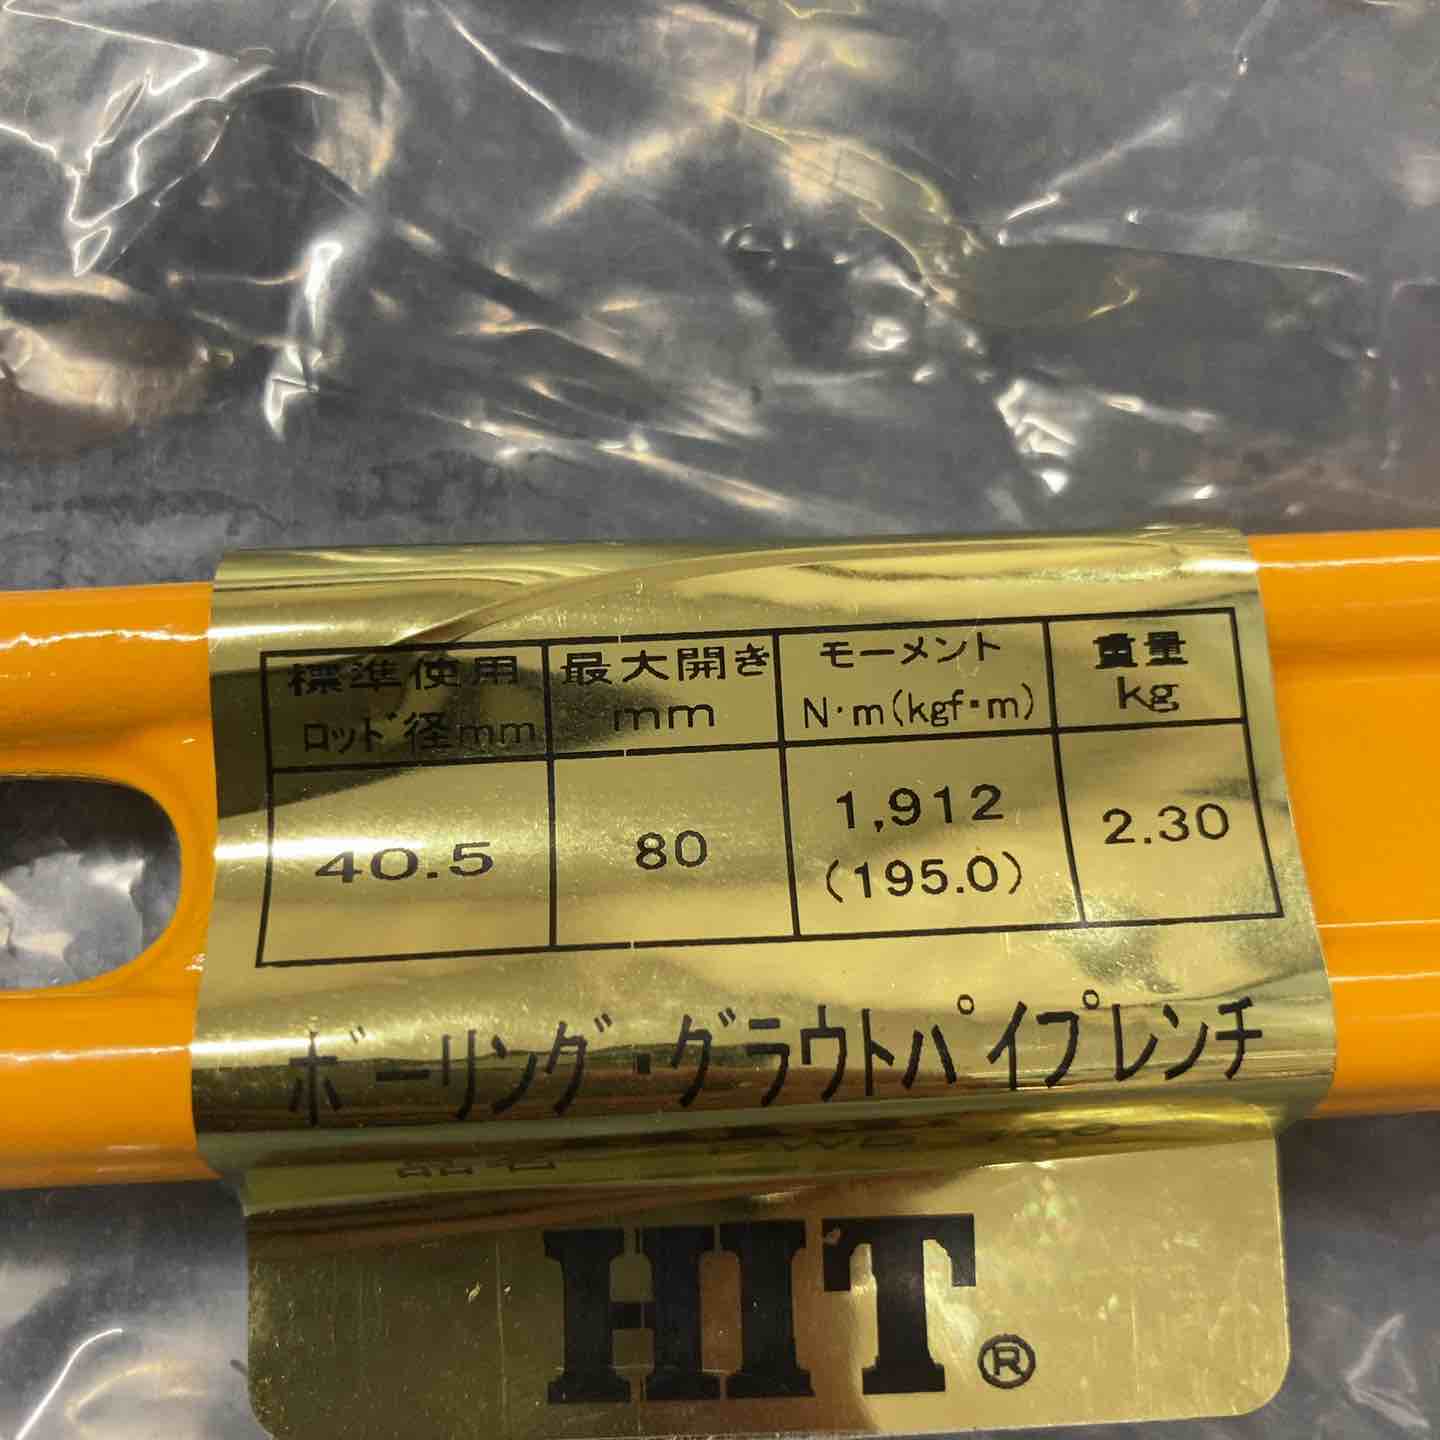 標準使用
ロッド径mm
最大開き
mm
モーメント
N·m(kgf·m)
重量
kg
40.5
80
1,912
(195.0)
2.30
ボーリング・グラウトパイプレンチ
品名
HIT®